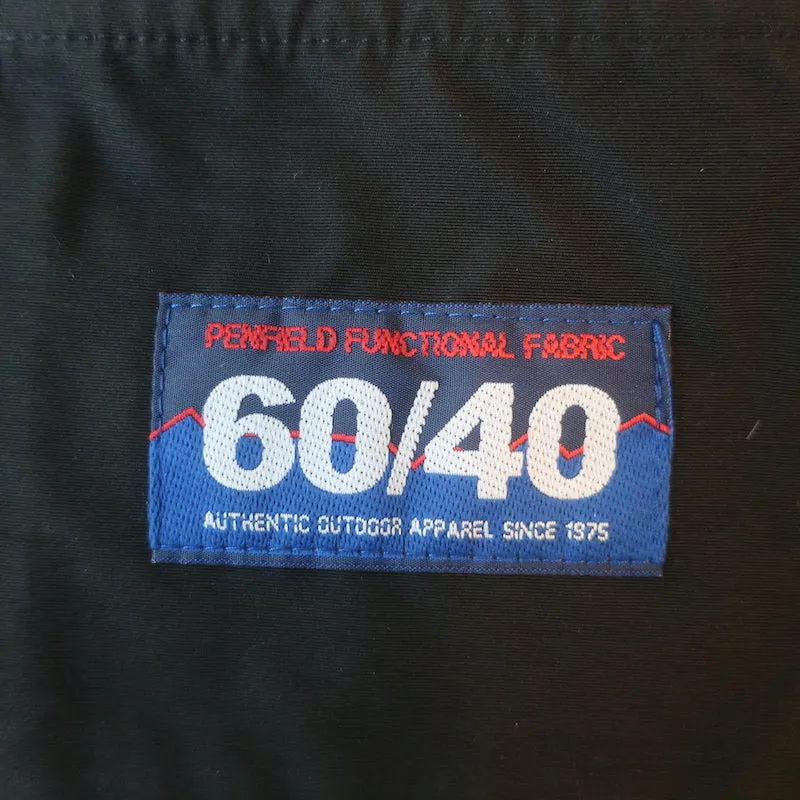 PENFIELD FUNCTIONAL FABRIC
60/40
AUTHENTIC OUTDOOR APPAREL SINCE 1975